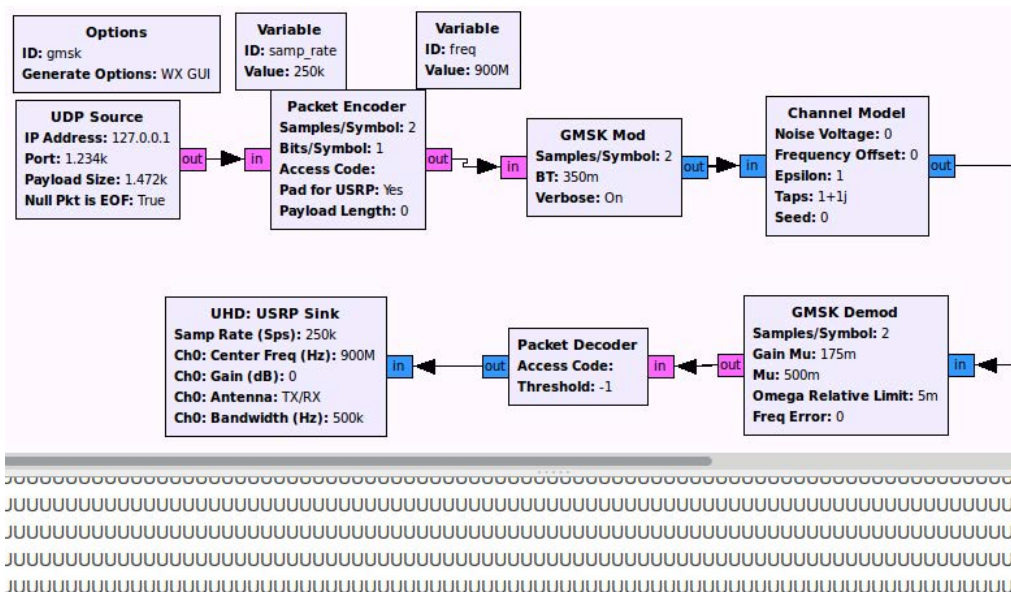 Options
ID: gmsk
Generate Options: WX GUI
Variable
ID: samp_rate
Value: 250k
Variable
ID: freq
Value: 900M
UDP Source
IP Address: 127.0.0.1
Port: 1.234k
Payload Size: 1.472k
Null Pkt is EOF: True
out
in
Packet Encoder
Samples/Symbol: 2
Bits/Symbol: 1
Access Code:
Pad for USRP: Yes
Payload Length: 0
out
in
GMSK Mod
Samples/Symbol: 2
BT: 350m
Verbose: On
out
in
Channel Model
Noise Voltage: 0
Frequency Offset: 0
Epsilon: 1
Taps: 1+1j
Seed: 0
out
UHD: USRP Sink
Samp Rate (Sps): 250k
Ch0: Center Freq (Hz): 900M
Ch0: Gain (dB): 0
Ch0: Antenna: TX/RX
Ch0: Bandwidth (Hz): 500k
in
out
Packet Decoder
Access Code:
Threshold: -1
in
out
GMSK Demod
Samples/Symbol: 2
Gain Mu: 175m
Mu: 500m
Omega Relative Limit: 5m
Freq Error: 0
in
UUUUUUUUUUUUUUUUUUUUUUUUUUUUUUUUUUUUUUUUUUUUUUUUUUUUUUUUUUUUUUUUUUUUUUUUUUU
UUUUUUUUUUUUUUUUUUUUUUUUUUUUUUUUUUUUUUUUUUUUUUUUUUUUUUUUUUUUUUUUUUUUUUUUUUU
UUUUUUUUUUUUUUUUUUUUUUUUUUUUUUUUUUUUUUUUUUUUUUUUUUUUUUUUUUUUUUUUUUUUUUUUUUU
UUUUUUUUUUUUUUUUUUUUUUUUUUUUUUUUUUUUUUUUUUUUUUUUUUUUUUUUUUUUUUUUUUUUUUUUUUU
UUUUUUUUUUUUUUUUUUUUUUUUUUUUUUUUUUUUUUUUUUUUUUUUUUUUUUUUUUUUUUUUUUUUUUUUUUU